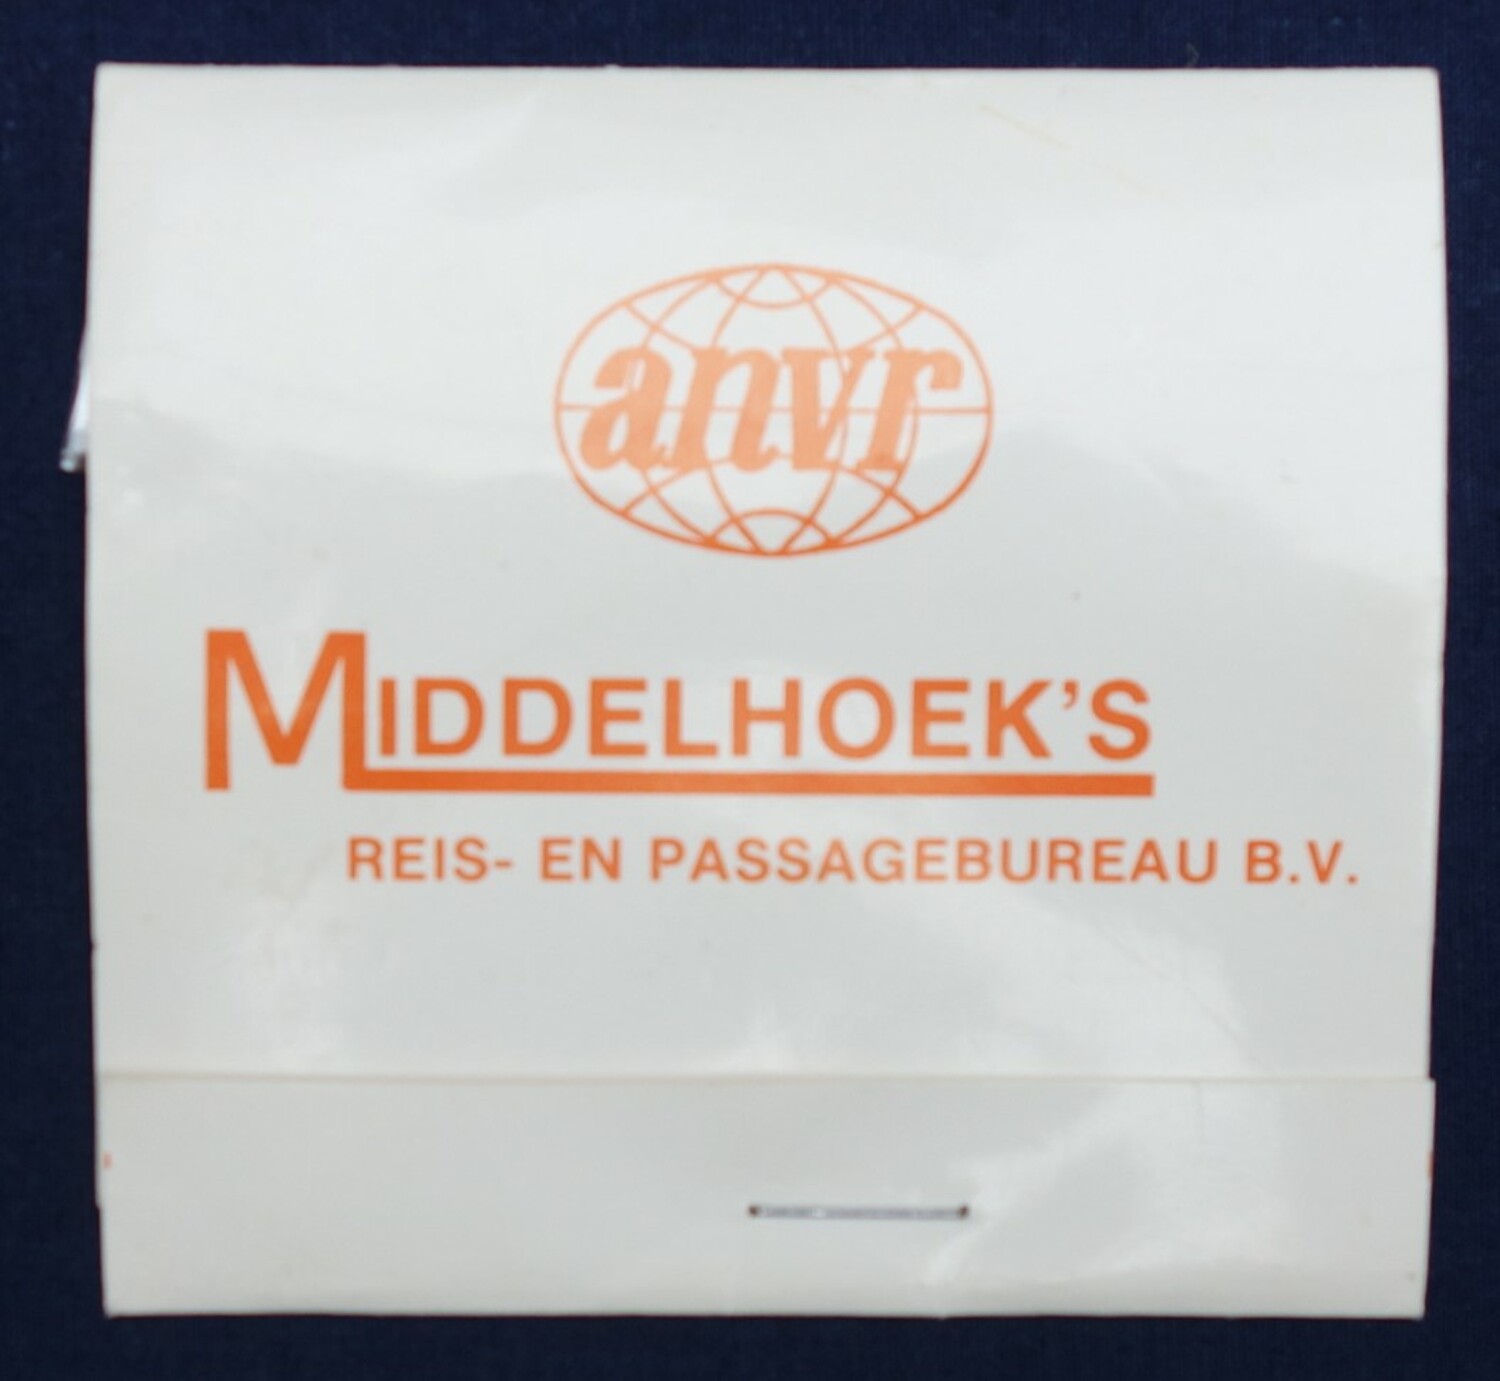 anvr
MIDDELHOEK'S
REIS- EN PASSAGEBUREAU B.V.